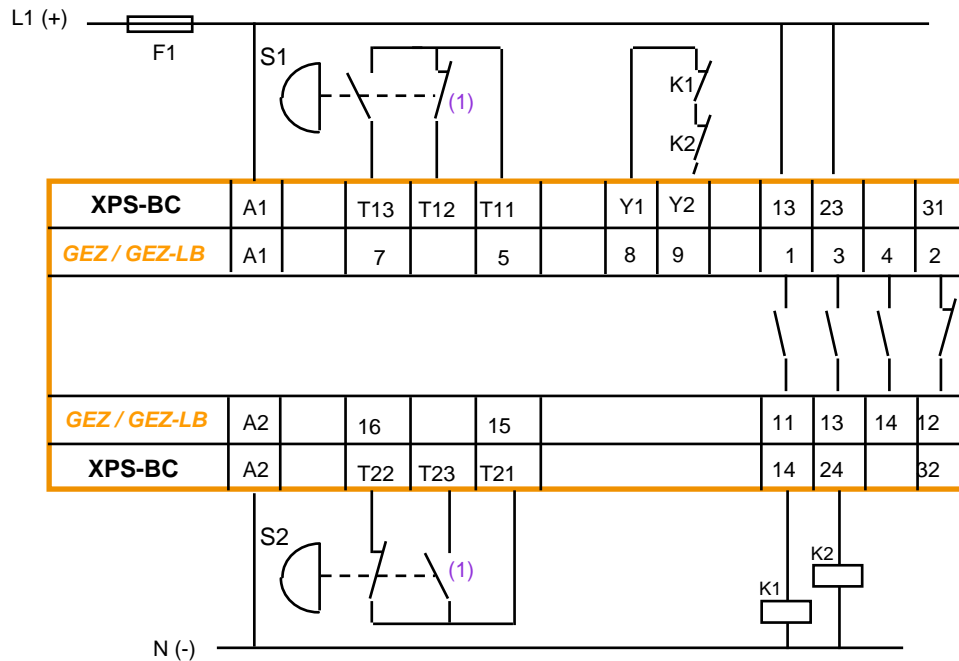 L1 (+)
F1
S1
(1)
K1
K2
XPS-BC A1 T13 T12 T11 Y1 Y2 13 23 31
GEZ / GEZ-LB A1 7 5 8 9 1 3 4 2
GEZ / GEZ-LB A2 16 15 11 13 14 12
XPS-BC A2 T22 T23 T21 14 24 32
S2
(1)
K2
K1
N (-)